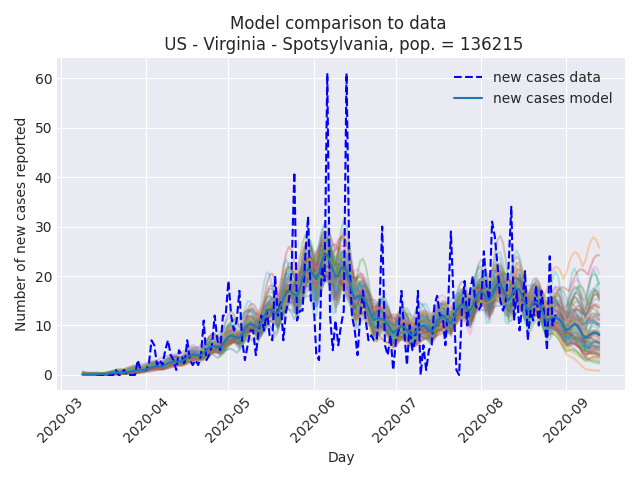 Model comparison to data
US - Virginia - Spotsylvania, pop. = 136215
new cases data
new cases model
Number of new cases reported
60
50
40
30
20
10
0
2020-03
2020-04
2020-05
2020-06
2020-07
2020-08
2020-09
Day